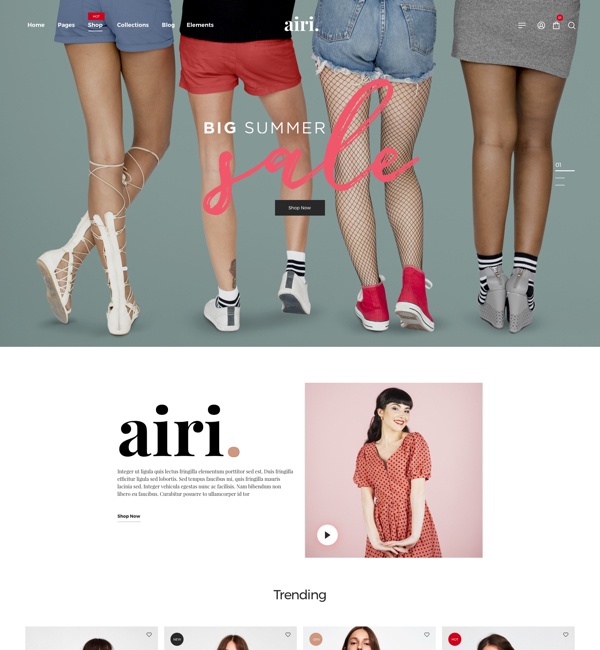 HOT
Home Pages Shop Collections Blog Elements
airi.
BIG SUMMER
sale
Shop Now
01
airi.
Integer ut ligula quis lectus fringilla elementum porttitor sed est. Duis fringilla
efficitur ligula sed lobortis. Sed tempus faucibus mi, quis fringilla mauris
lacinia sed. Integer vehicula egestas nunc ac facilisis. Nam bibendum non
libero eu faucibus. Curabitur posuere to ullamcorper id tor
Shop Now
Trending
NEW
HOT